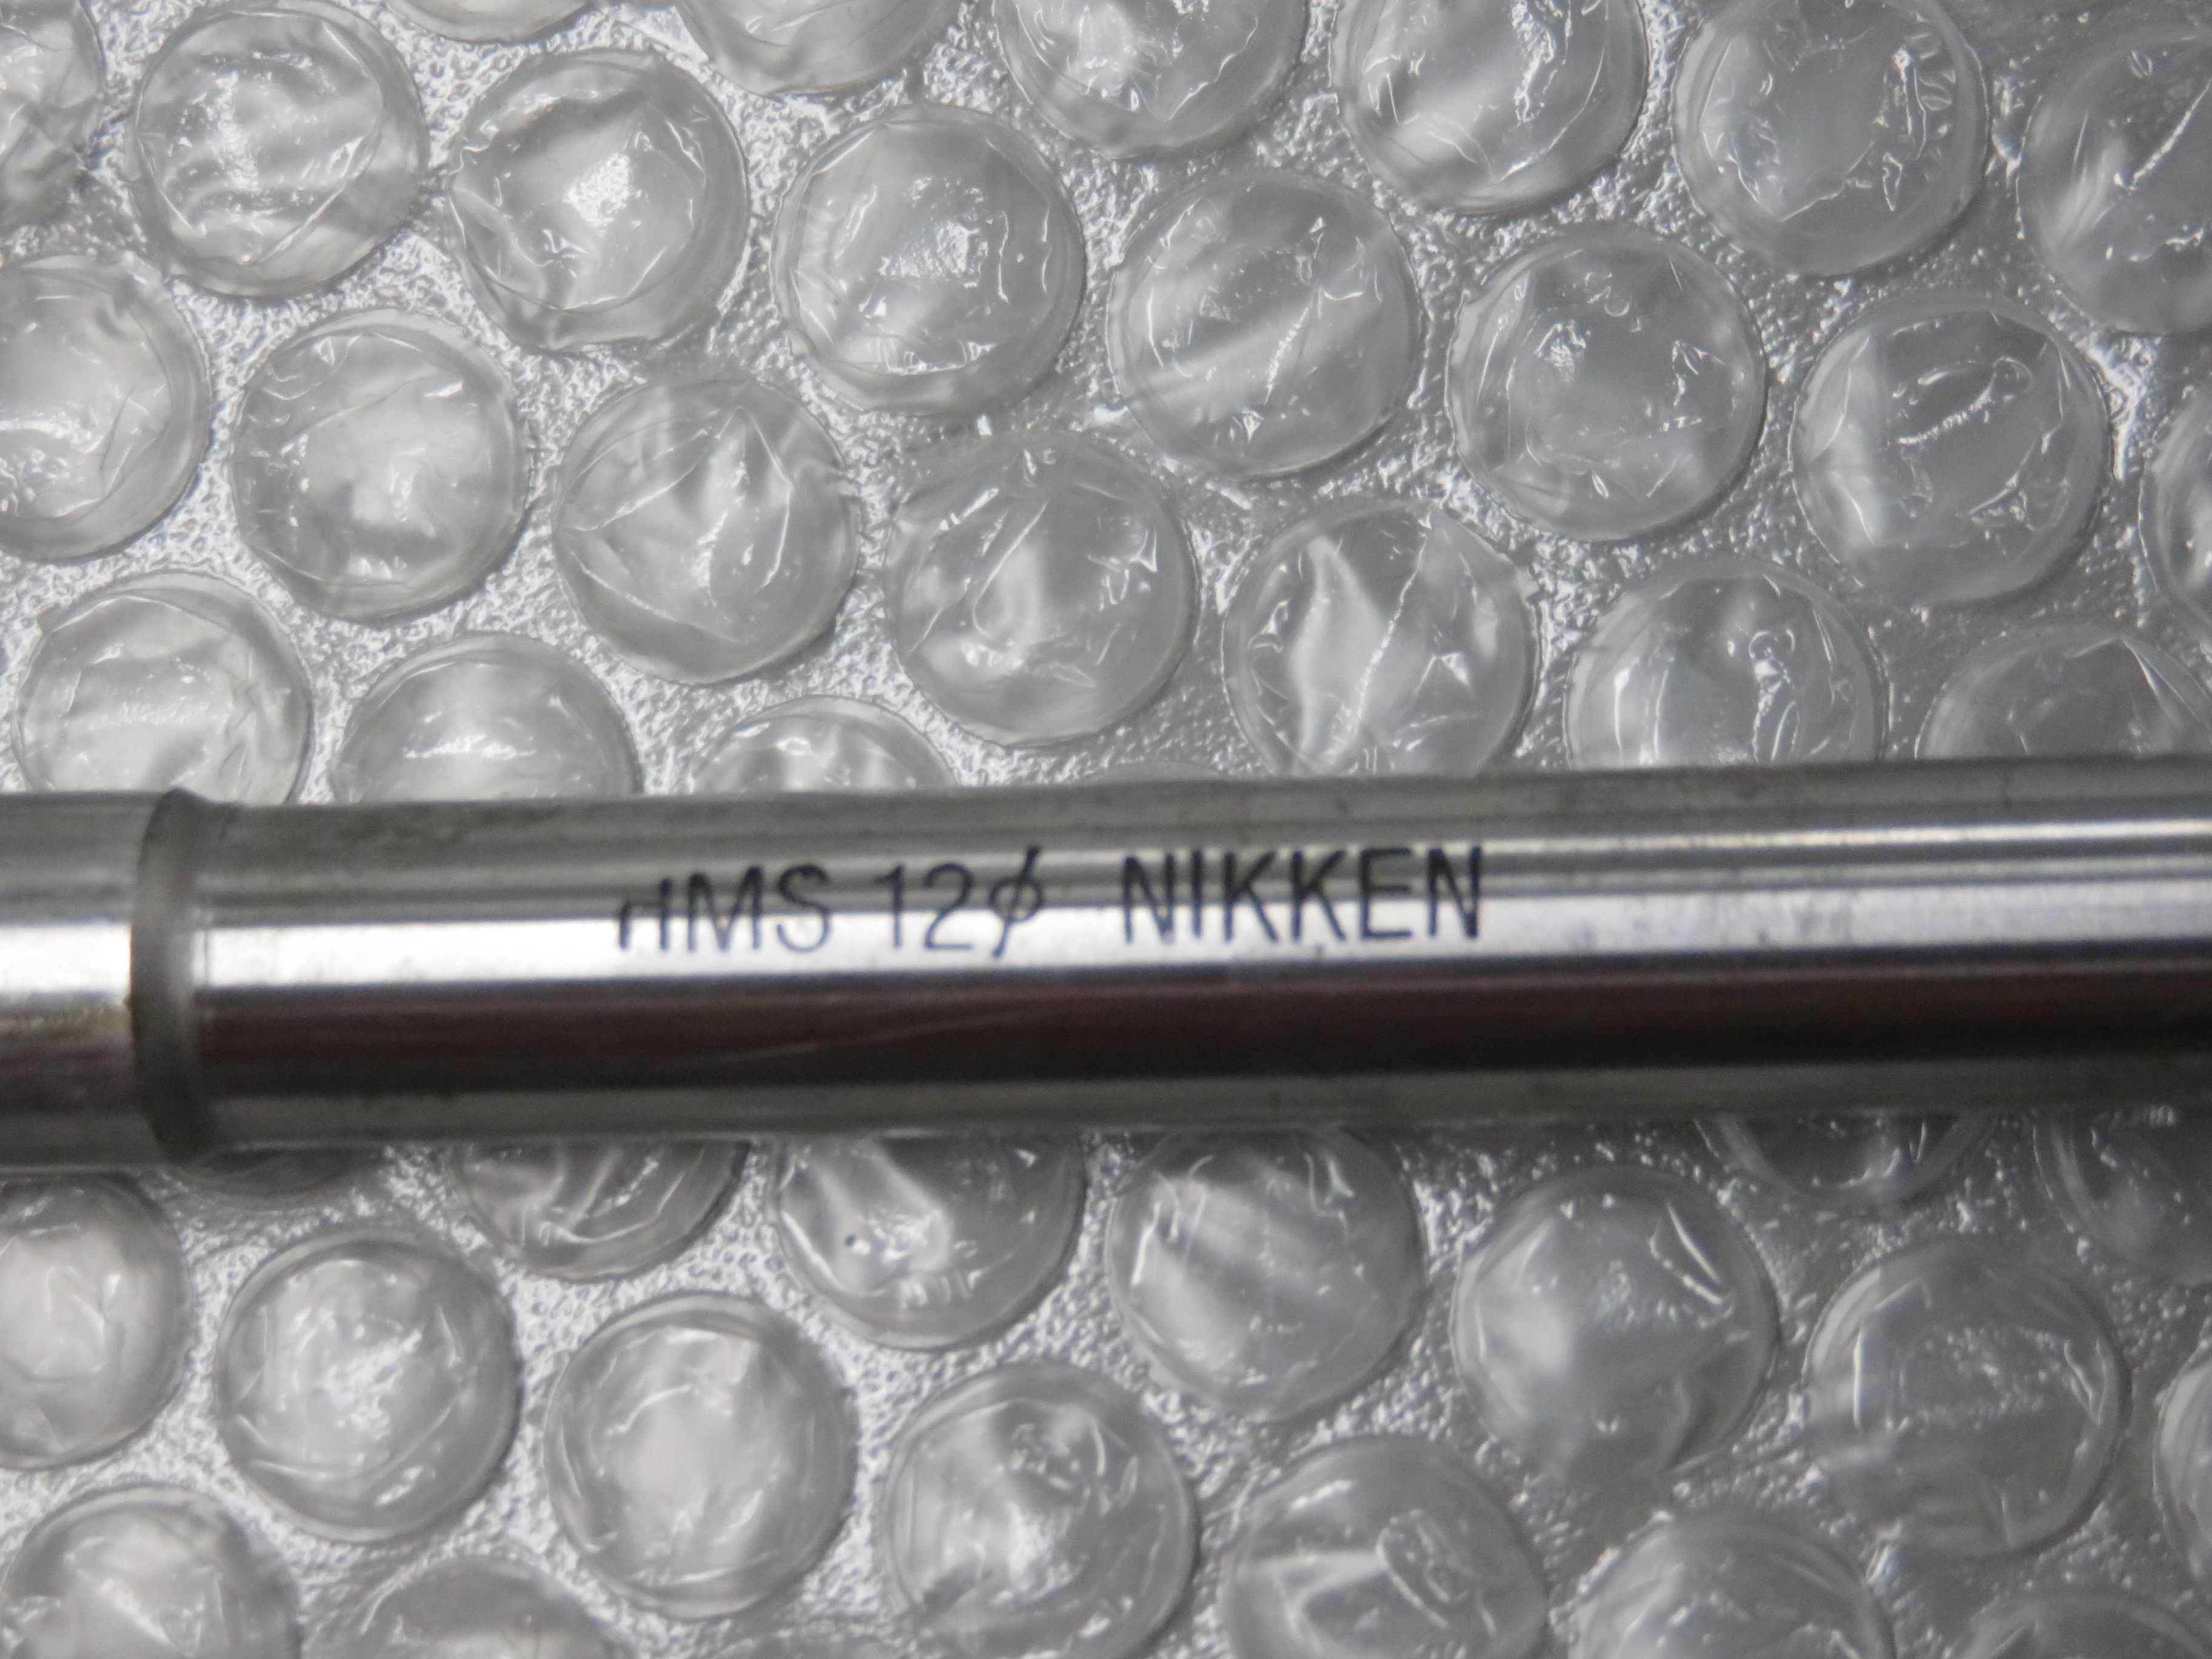 HMS 12φ NIKKEN